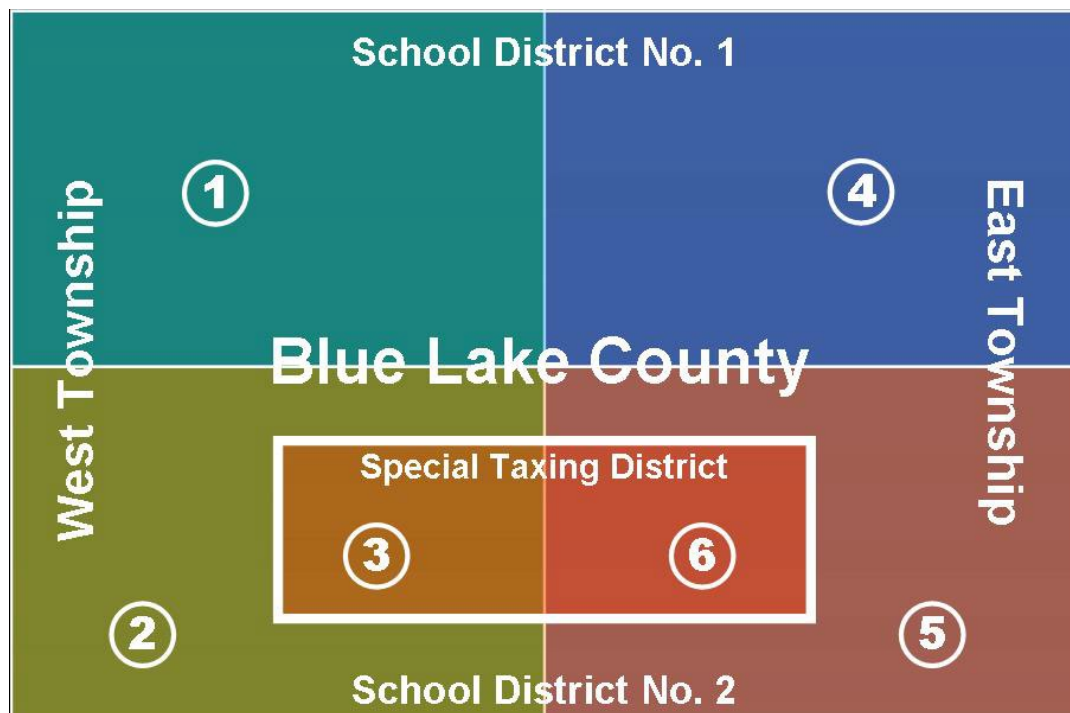 School District No. 1
1
4
West Township
East Township
Blue Lake County
Special Taxing District
3
6
2
5
School District No. 2